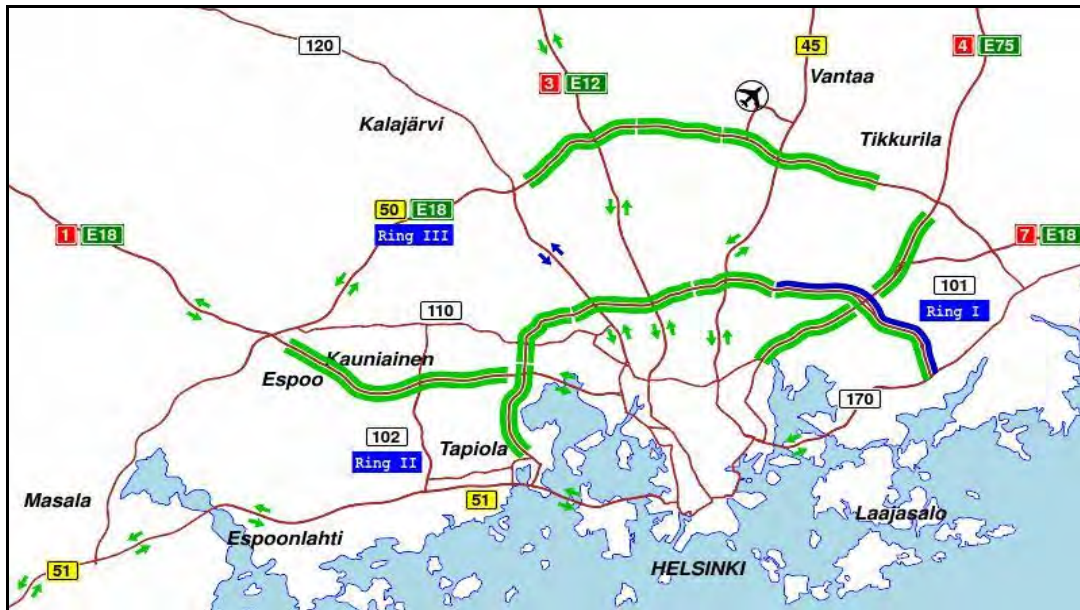 120
45
4 E75
3 E12
Vantaa
Kalajärvi
Tikkurila
50 E18
Ring III
1 E18
7 E18
101
Ring I
110
Kauniainen
Espoo
170
102
Ring II
Tapiola
Masala
51
Laajasalo
Espoonlahti
51
HELSINKI